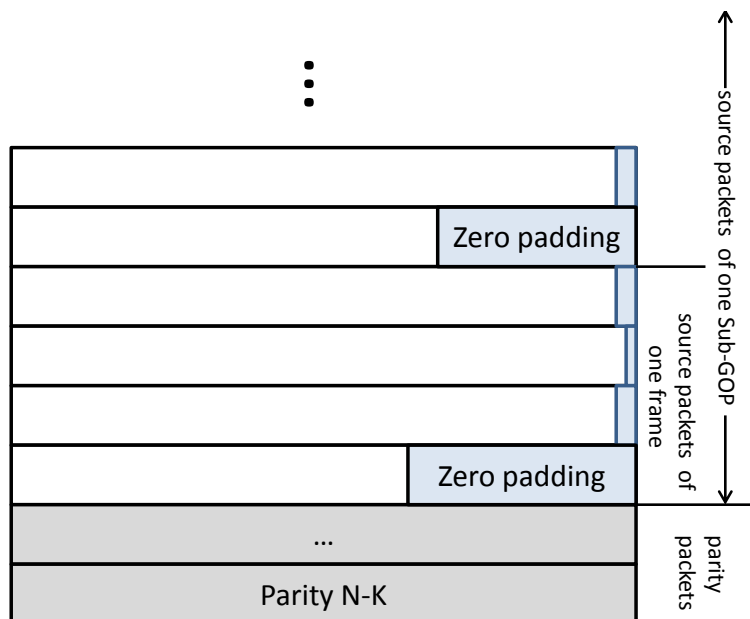 Zero padding
Zero padding
...
Parity N-K
source packets of one Sub-GOP
source packets of
one frame
parity
packets